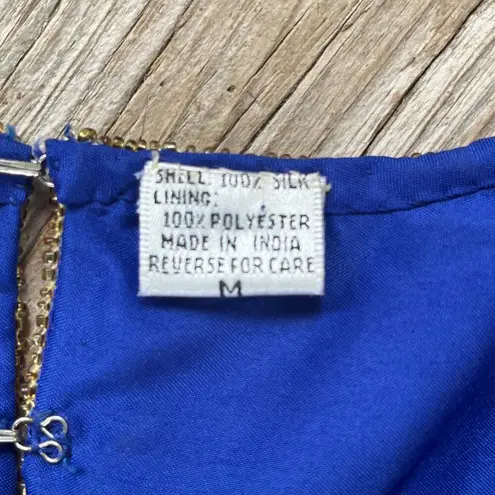 SHELL: 100% SILK
LINING:
100% POLYESTER
MADE IN INDIA
REVERSE FOR CARE
M